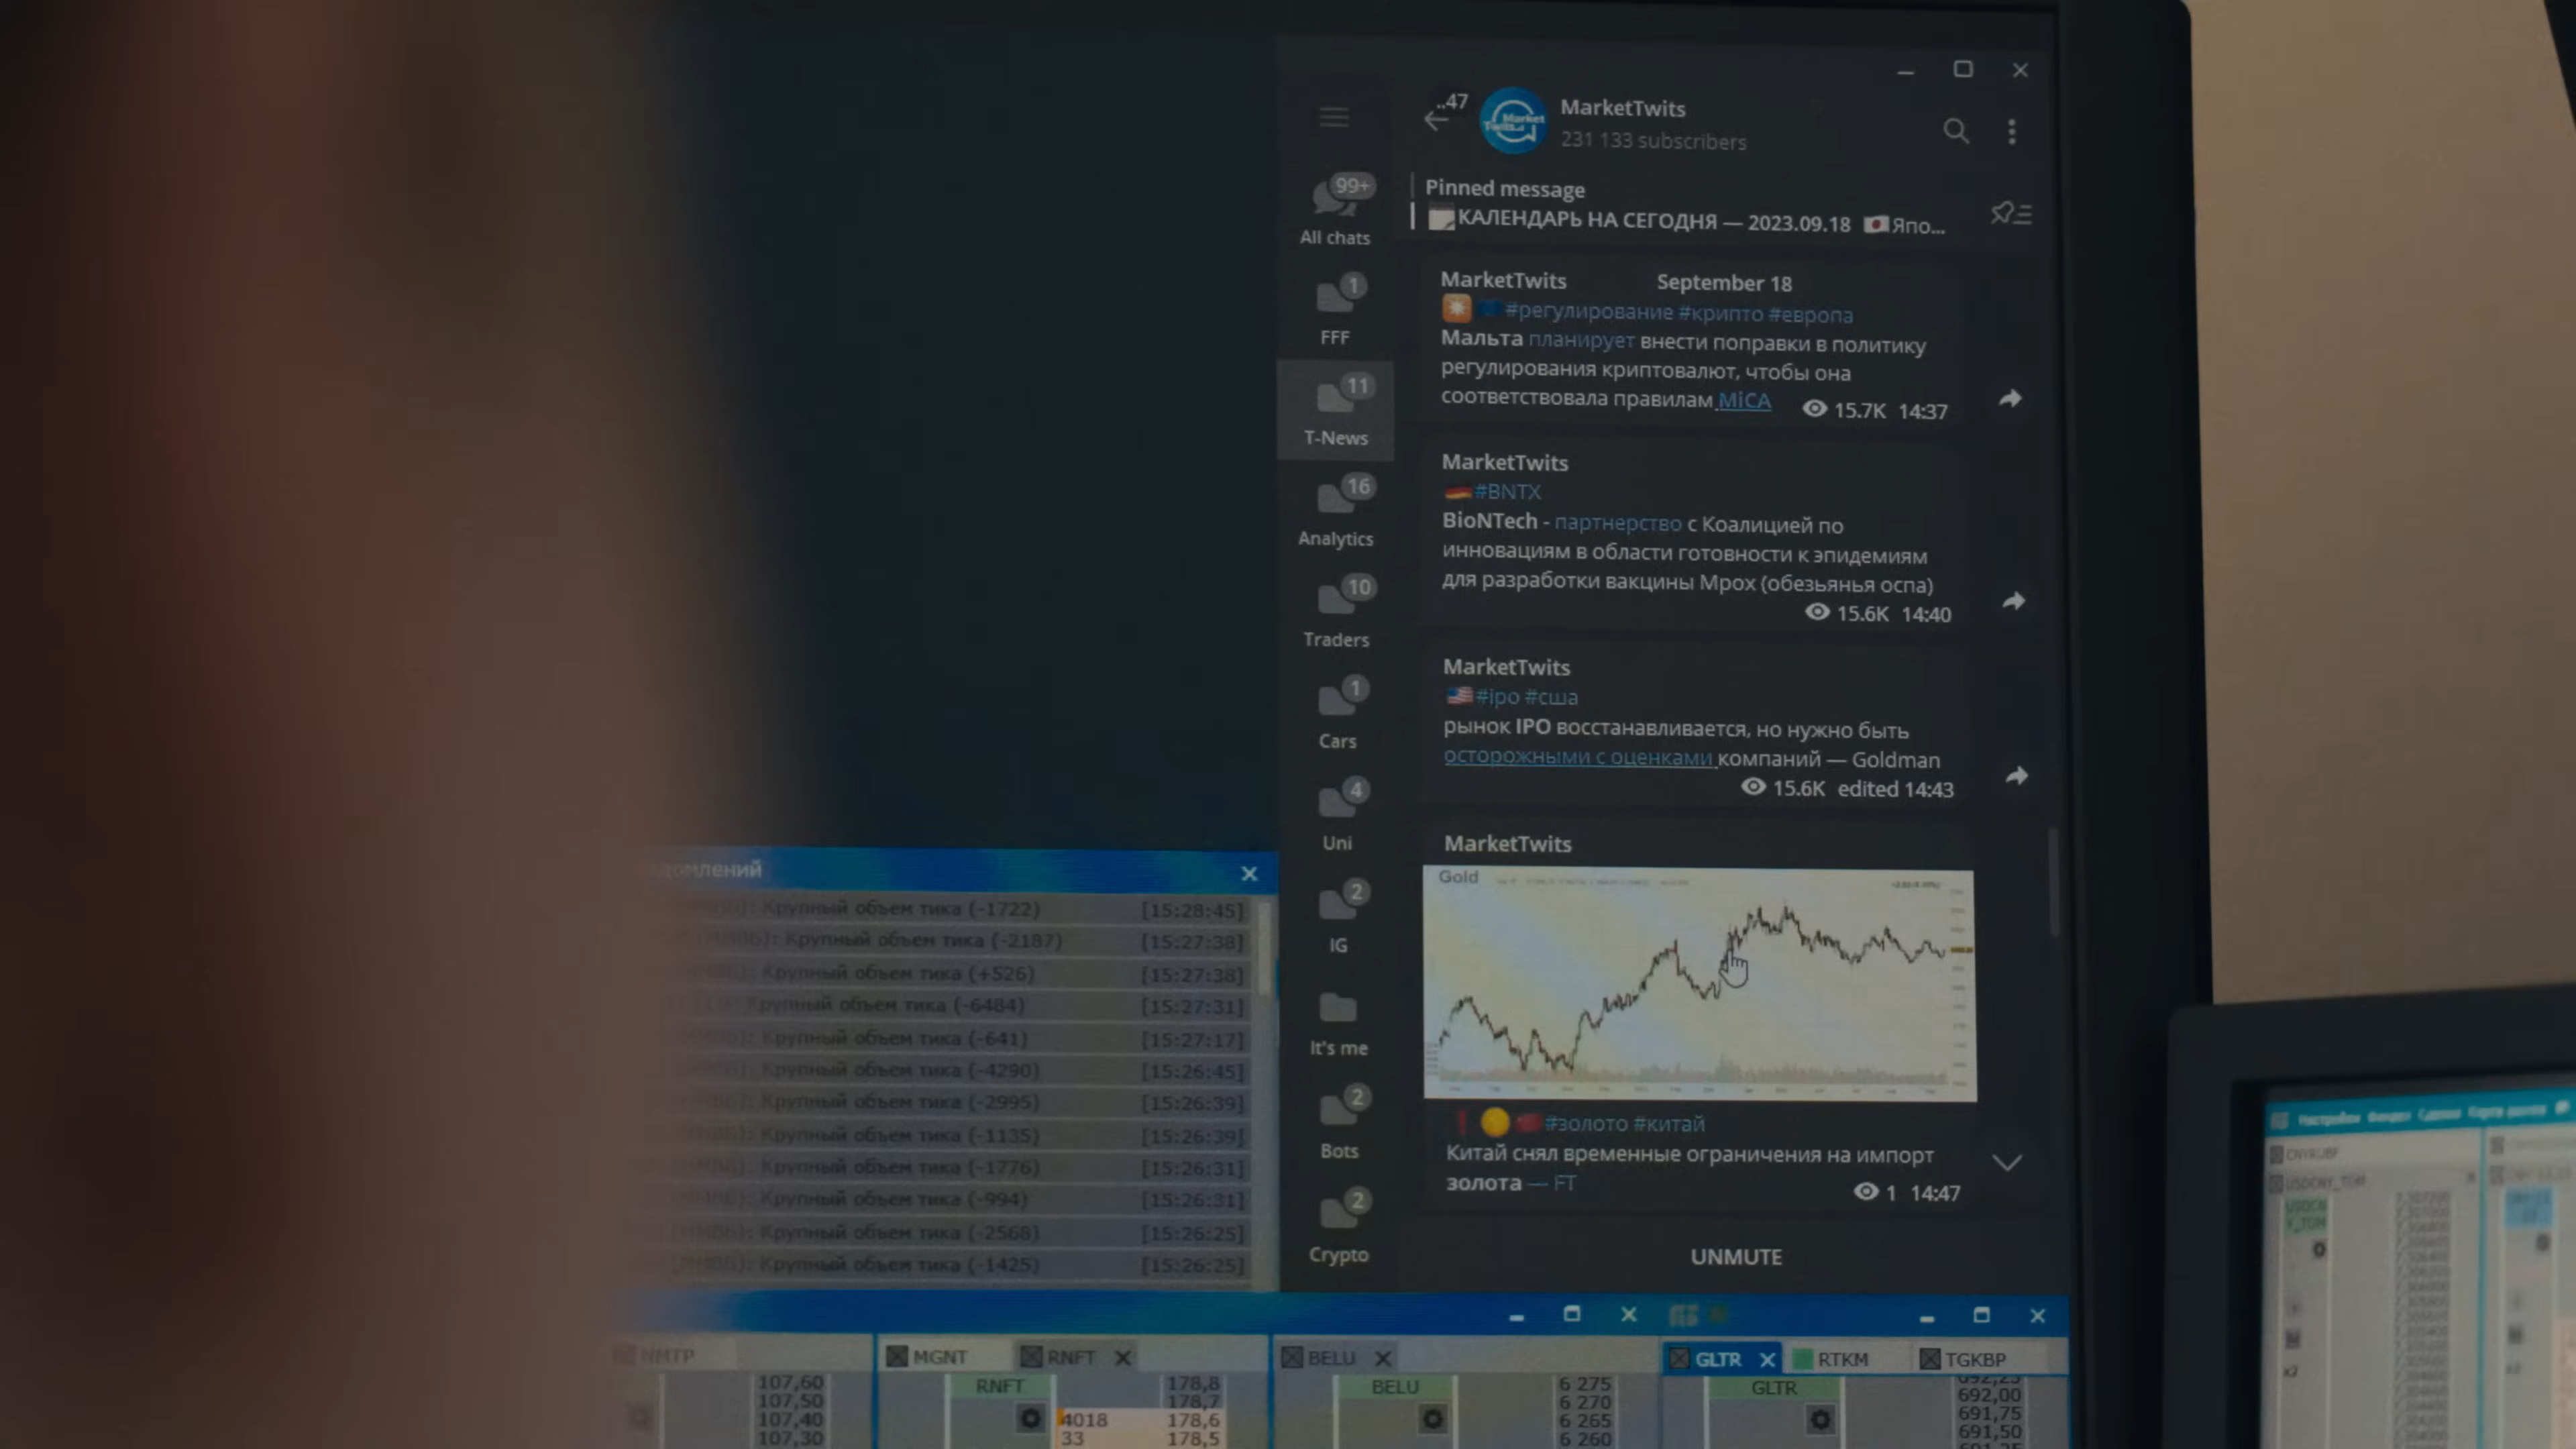 ..47
MarketTwits
231 133 subscribers
Pinned message
КАЛЕНДАРЬ НА СЕГОДНЯ — 2023.09.18 Япо...
99+
All chats
1
FFF
11
T-News
16
Analytics
10
Traders
1
Cars
4
Uni
2
IG
It's me
2
Bots
2
Crypto
MarketTwits
September 18
#регулирование #крипто #европа
Мальта планирует внести поправки в политику
регулирования криптовалют, чтобы она
соответствовала правилам MiCA
15.7K 14:37
MarketTwits
#BNTX
BioNTech - партнерство с Коалицией по
инновациям в области готовности к эпидемиям
для разработки вакцины Mpox (обезьянья оспа)
15.6K 14:40
MarketTwits
#ipo #сша
рынок IPO восстанавливается, но нужно быть
осторожными с оценками компаний — Goldman
15.6K edited 14:43
MarketTwits
Gold
#золото #китай
Китай снял временные ограничения на импорт
золота — FT
1 14:47
UNMUTE
Крупный объем тика (-1722) [15:28:45]
Крупный объем тика (-2187) [15:27:38]
Крупный объем тика (+526) [15:27:38]
Крупный объем тика (-6484) [15:27:31]
Крупный объем тика (-641) [15:27:17]
Крупный объем тика (-4290) [15:26:45]
Крупный объем тика (-2995) [15:26:39]
Крупный объем тика (-1135) [15:26:39]
Крупный объем тика (-1776) [15:26:31]
Крупный объем тика (-994) [15:26:31]
Крупный объем тика (-2568) [15:26:25]
Крупный объем тика (-1425) [15:26:25]
NMTP
107,60
107,50
107,40
107,30
MGNT RNFT
RNFT
178,8
178,7
4018 178,6
33 178,5
BELU
BELU
6 275
6 270
6 265
6 260
GLTR RTKM TGKBP
GLTR
692,25
692,00
691,75
691,50
CNYRUBF
USDCNY_TOM
USDCN
Y_TOM
x2